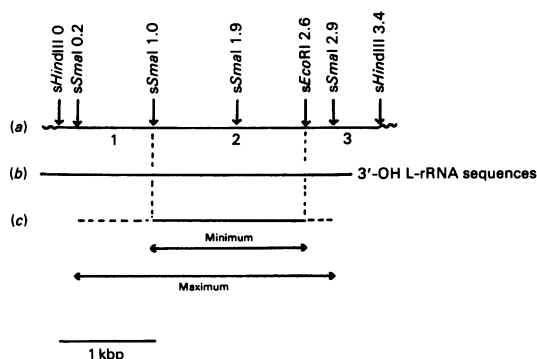 sHindIII 0
sSmaI 0.2
sSmaI 1.0
sSmaI 1.9
sEcoRI 2.6
sSmaI 2.9
sHindIII 3.4
(a)
1 2 3
(b) 3'-OH L-rRNA sequences
(c)
Minimum
Maximum
1 kbp